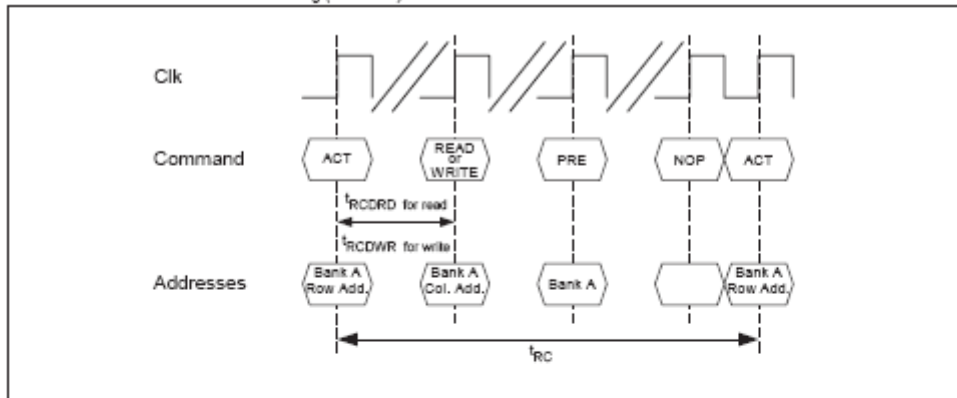 Clk
Command
ACT
READ
or
WRITE
PRE
NOP
ACT
tRCDRD for read
tRCDWR for write
Addresses
Bank A
Row Add.
Bank A
Col. Add.
Bank A
Bank A
Row Add.
tRC